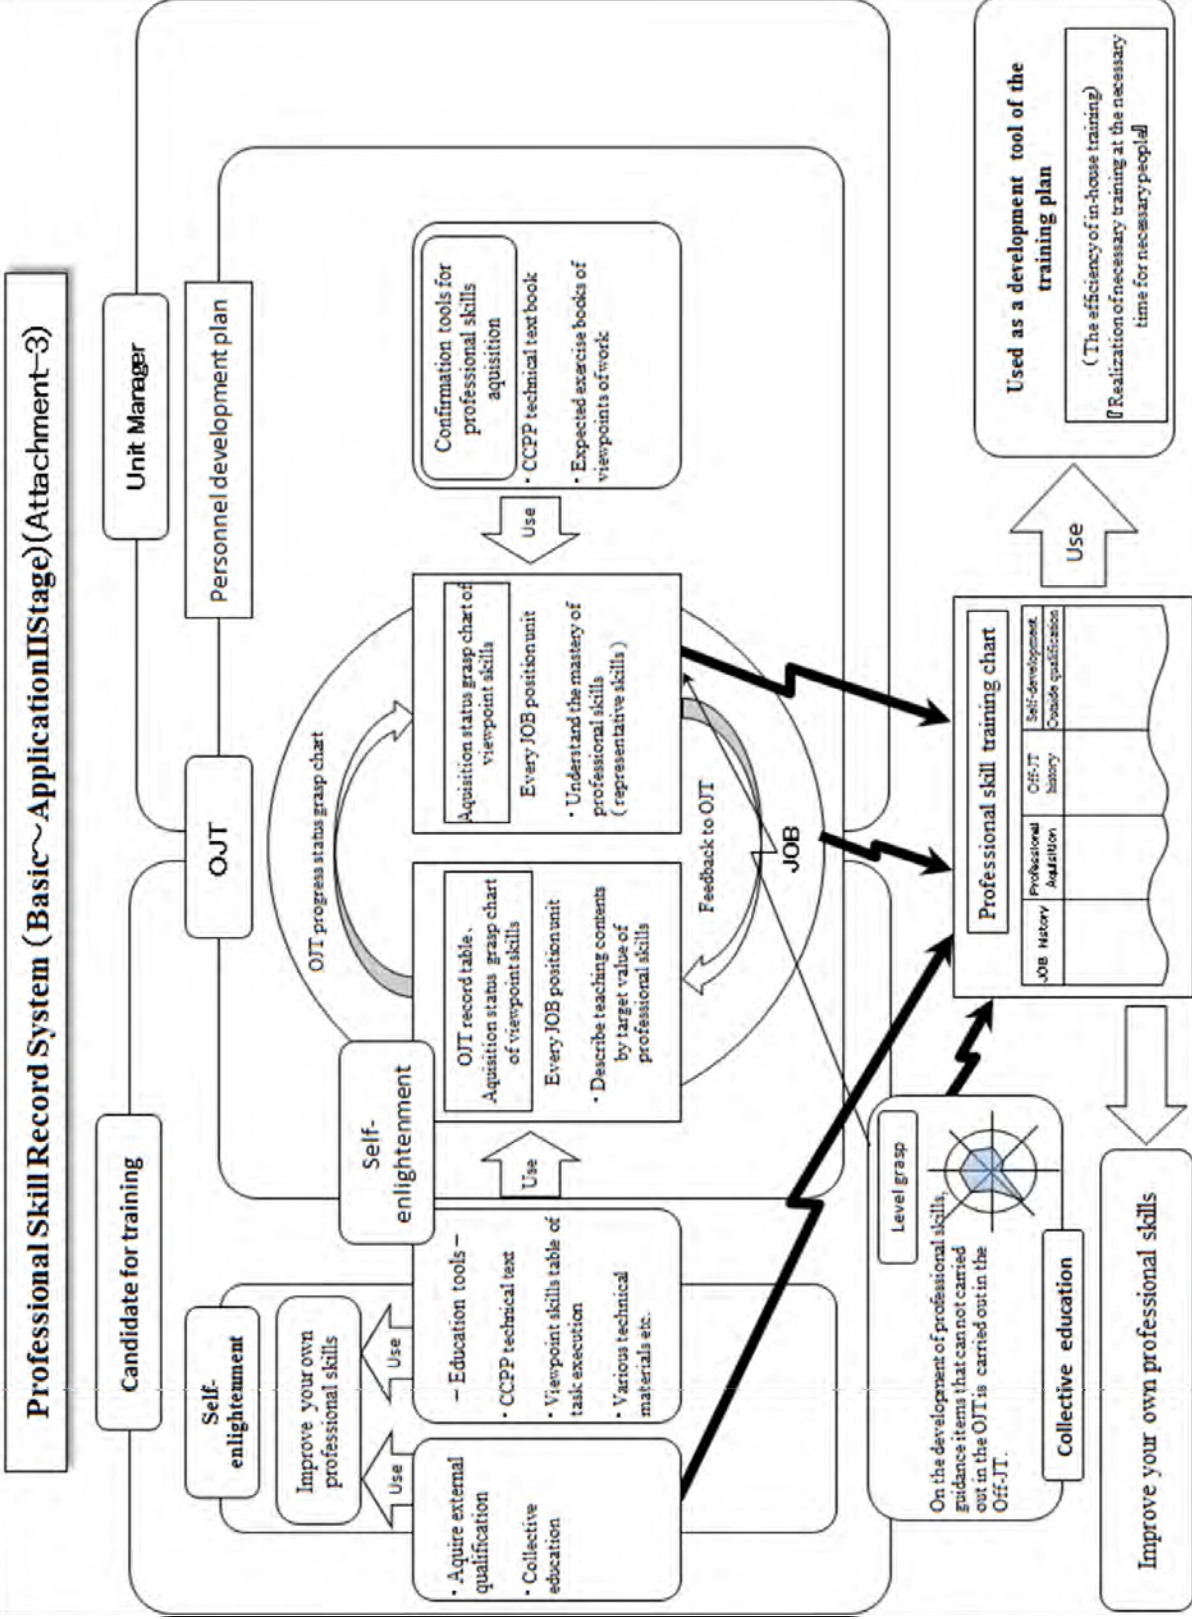 Professional Skill Record System (Basic～ApplicationIIStage)(Attachment-3)
Candidate for training
Unit Manager
OJT
Personnel development plan
Self-
enlightenment
Improve your own
professional skills
Use
Use
・Aquire external
qualification
・Collective
education
— Education tools —
・CCPP technical text
・Viewpoint skills table of
task execution
・Various technical
materials etc.
Self-
enlightenment
Use
OJT progress status grasp chart
OJT record table、
Aquisition status grasp chart
of viewpoint skills
Every JOB position unit
・Describe teaching contents
by target value of
professional skills
Aquisition status grasp chart of
viewpoint skills
Every JOB position unit
・Understand the mastery of
professional skills
( representative skills )
Feedback to OJT
JOB
Use
Confirmation tools for
professional skills
aquisition
・CCPP technical text book
・Expected exercise books of
viewpoints of work
Level grasp
On the development of professional skills,
guidance items that cannot carried
out in the OJT is carried out in the
Off-JT.
Collective education
Professional skill training chart
JOB History
Professional
Aquisition
Off-JT
history
Self-development
Outside qualification
Use
Used as a development tool of the
training plan
( The efficiency of in-house training)
『Realization of necessary training at the necessary
time for necessary people』
Improve your own professional skills